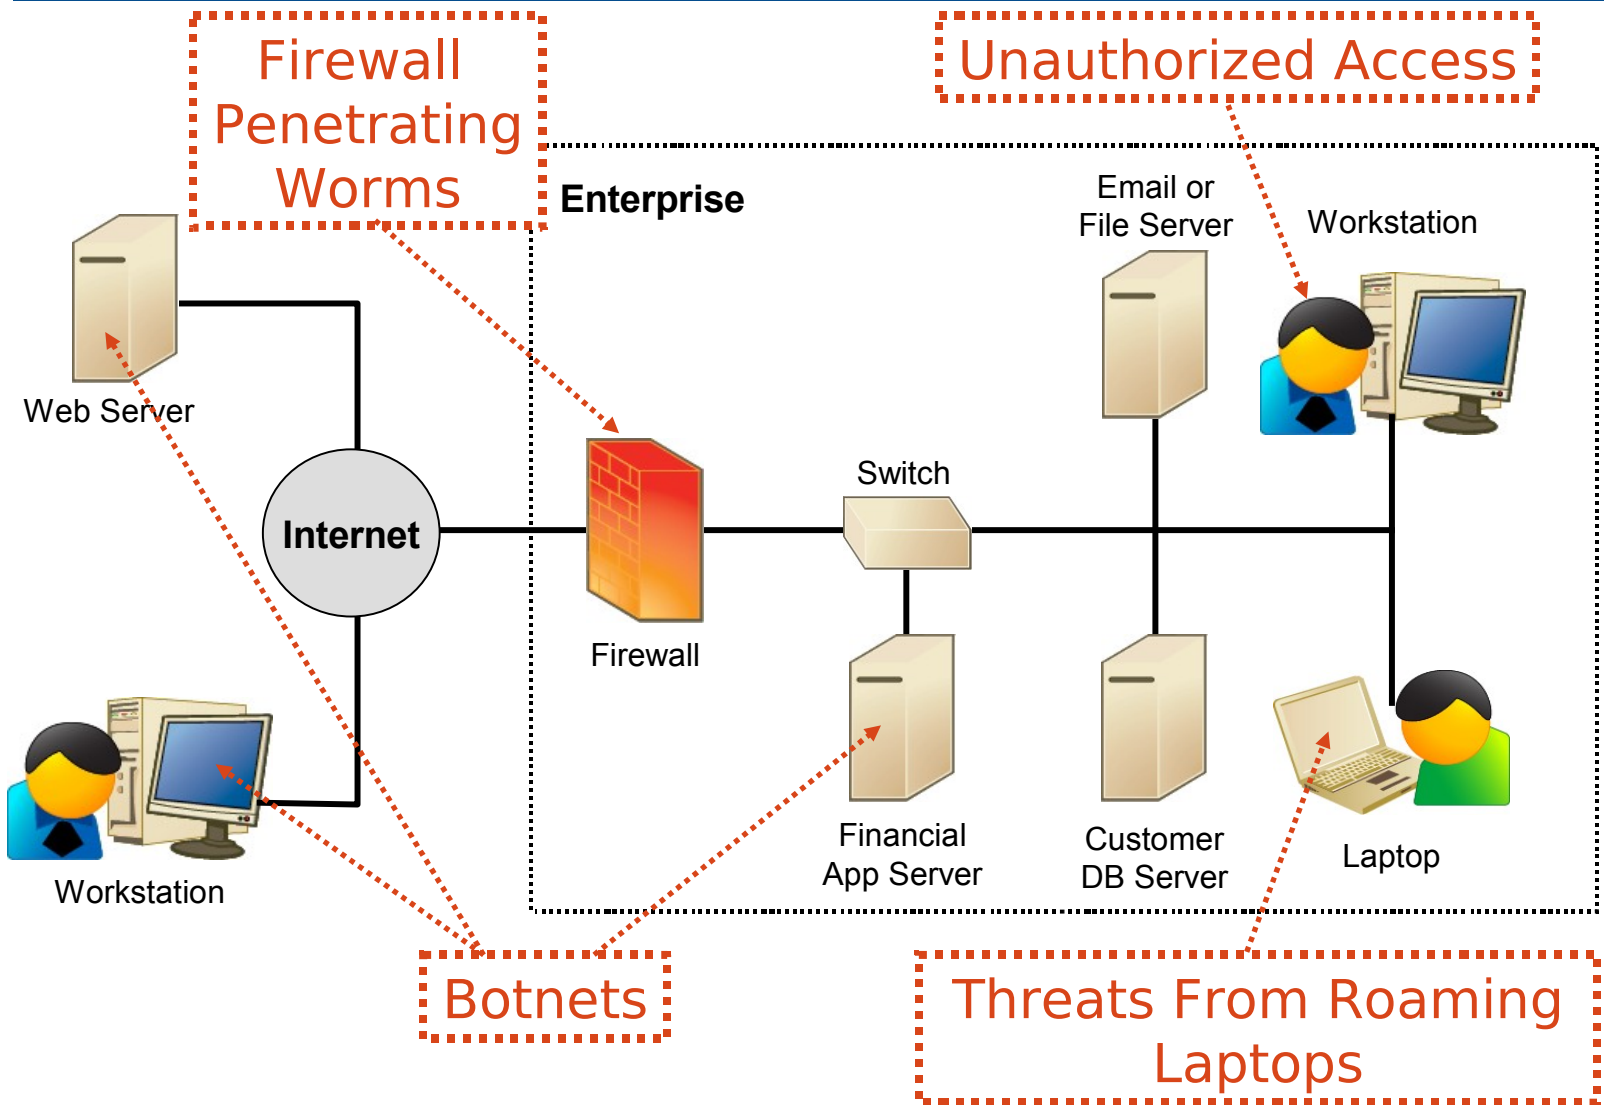 Firewall
Penetrating
Worms
Unauthorized Access
Enterprise
Email or
File Server
Workstation
Web Server
Switch
Internet
Firewall
Financial
App Server
Customer
DB Server
Laptop
Workstation
Botnets
Threats From Roaming
Laptops